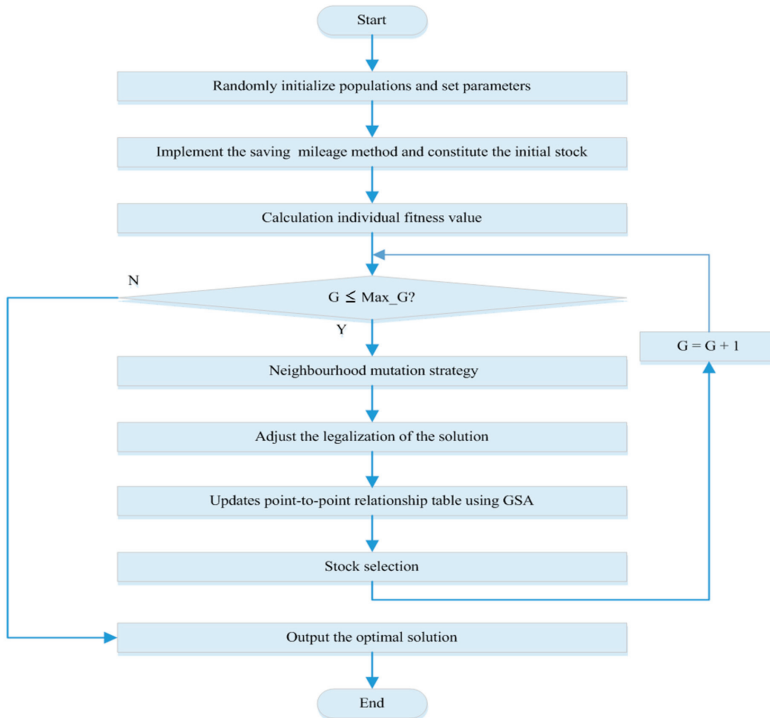 Start
Randomly initialize populations and set parameters
Implement the saving mileage method and constitute the initial stock
Calculation individual fitness value
N
G ≤ Max_G?
Y
G = G + 1
Neighbourhood mutation strategy
Adjust the legalization of the solution
Updates point-to-point relationship table using GSA
Stock selection
Output the optimal solution
End